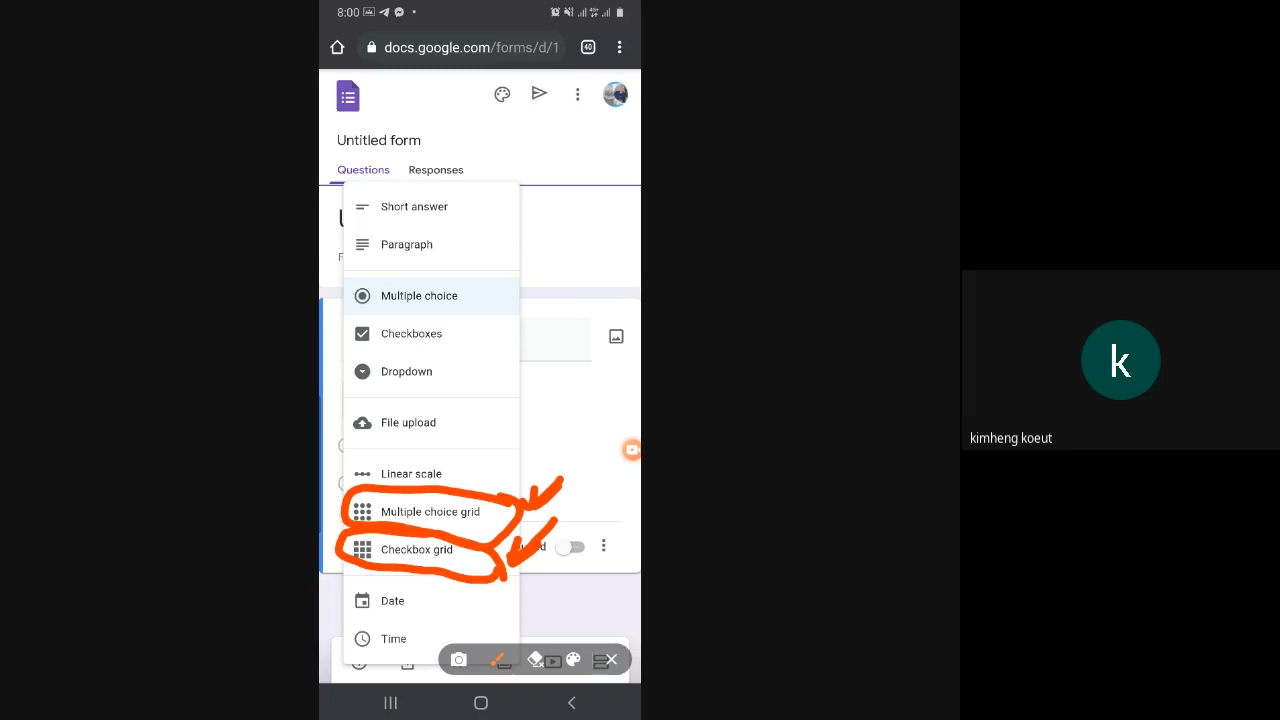 8:00
docs.google.com/forms/d/1
40
Untitled form
Questions Responses
Short answer
Paragraph
Multiple choice
Checkboxes
Dropdown
File upload
Linear scale
Multiple choice grid
Checkbox grid
Date
Time
k
kimheng koeut